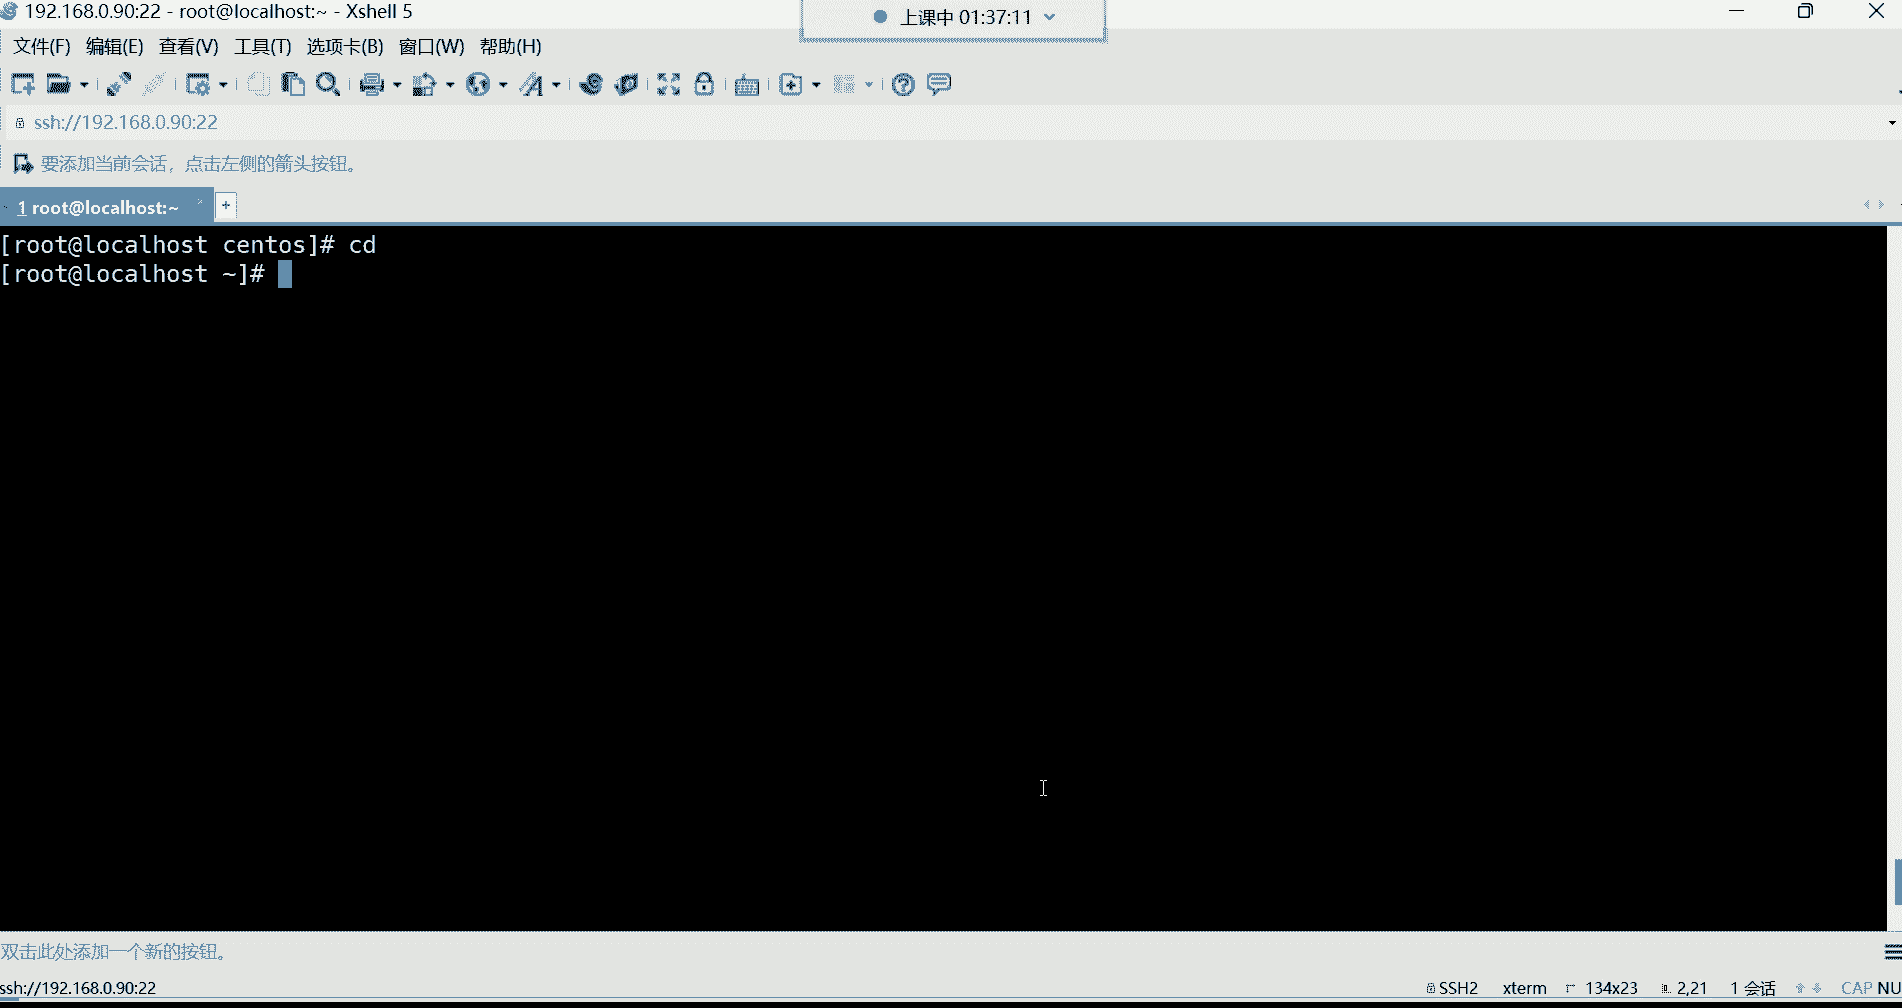 192.168.0.90:22 - root@localhost:~ - Xshell 5
上课中 01:37:11
文件(F) 编辑(E) 查看(V) 工具(T) 选项卡(B) 窗口(W) 帮助(H)
ssh://192.168.0.90:22
要添加当前会话，点击左侧的箭头按钮。
1 root@localhost:~ × +
[root@localhost centos]# cd
[root@localhost ~]#
双击此处添加一个新的按钮。
ssh://192.168.0.90:22 SSH2 xterm 134x23 2,21 1 会话 CAP NU